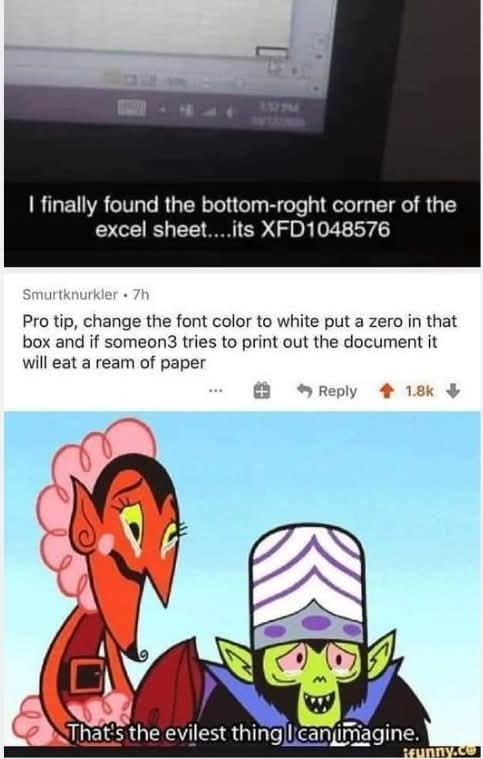 I finally found the bottom-roght corner of the
excel sheet....its XFD1048576
Smurtknurkler • 7h
Pro tip, change the font color to white put a zero in that
box and if someon3 tries to print out the document it
will eat a ream of paper
... Reply 1.8k
That's the evilest thing I can imagine.
ifunny.co